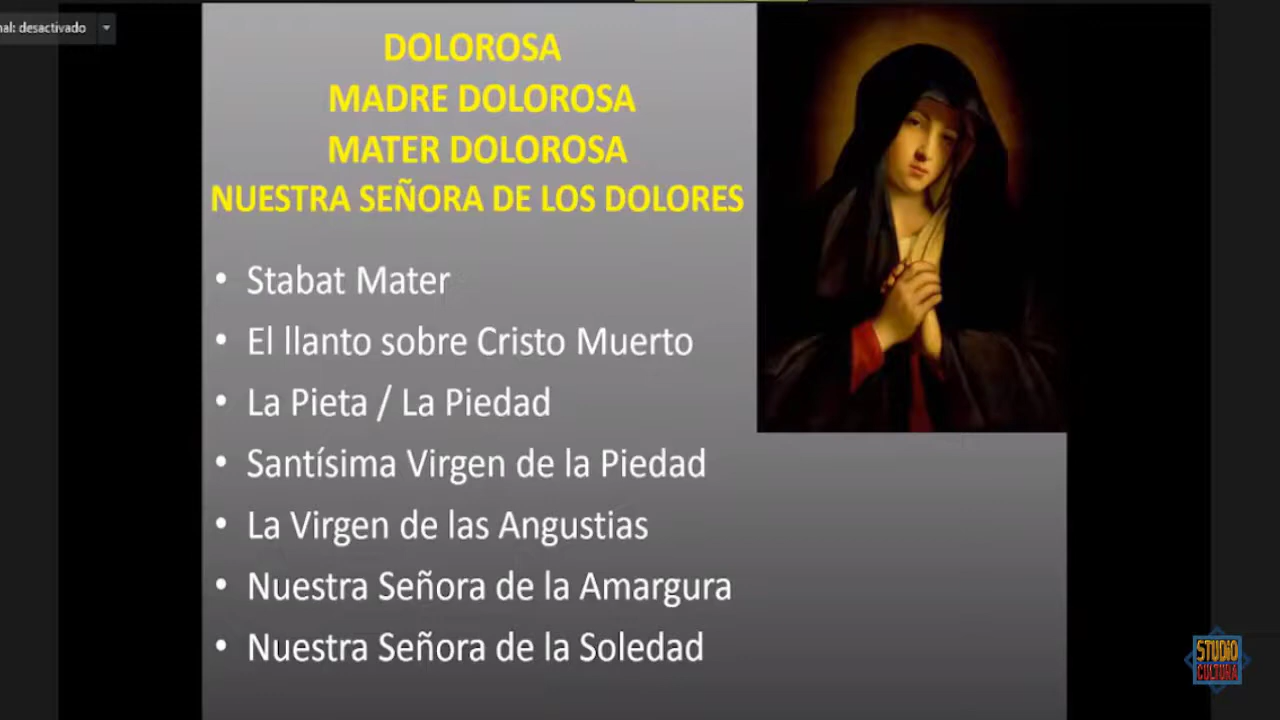 nal: desactivado
DOLOROSA
MADRE DOLOROSA
MATER DOLOROSA
NUESTRA SEÑORA DE LOS DOLORES
• Stabat Mater
• El llanto sobre Cristo Muerto
• La Pieta / La Piedad
• Santísima Virgen de la Piedad
• La Virgen de las Angustias
• Nuestra Señora de la Amargura
• Nuestra Señora de la Soledad
STUDIO
CULTURA